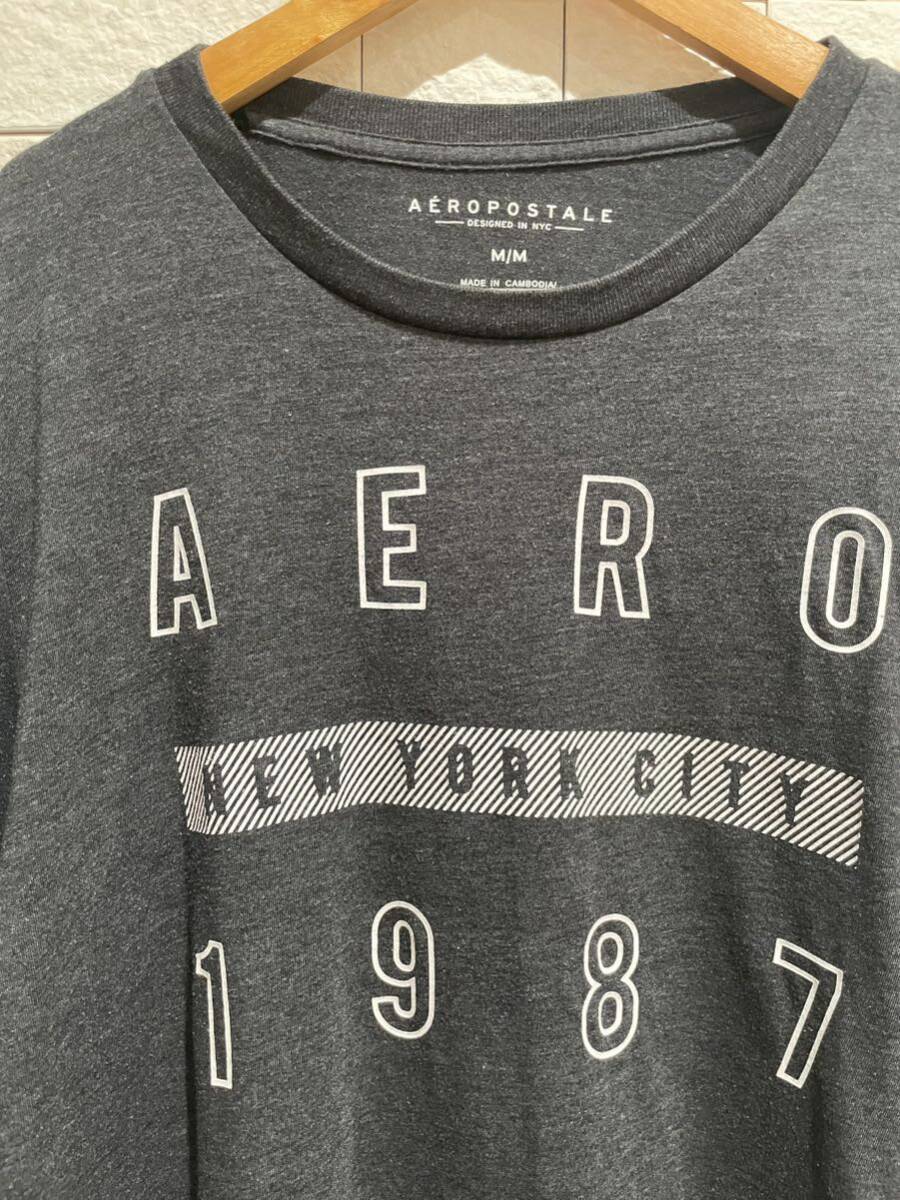 AÉROPOSTALE
DESIGNED IN NYC
M/M
MADE IN CAMBODIA/
AERO
NEW YORK CITY
1987